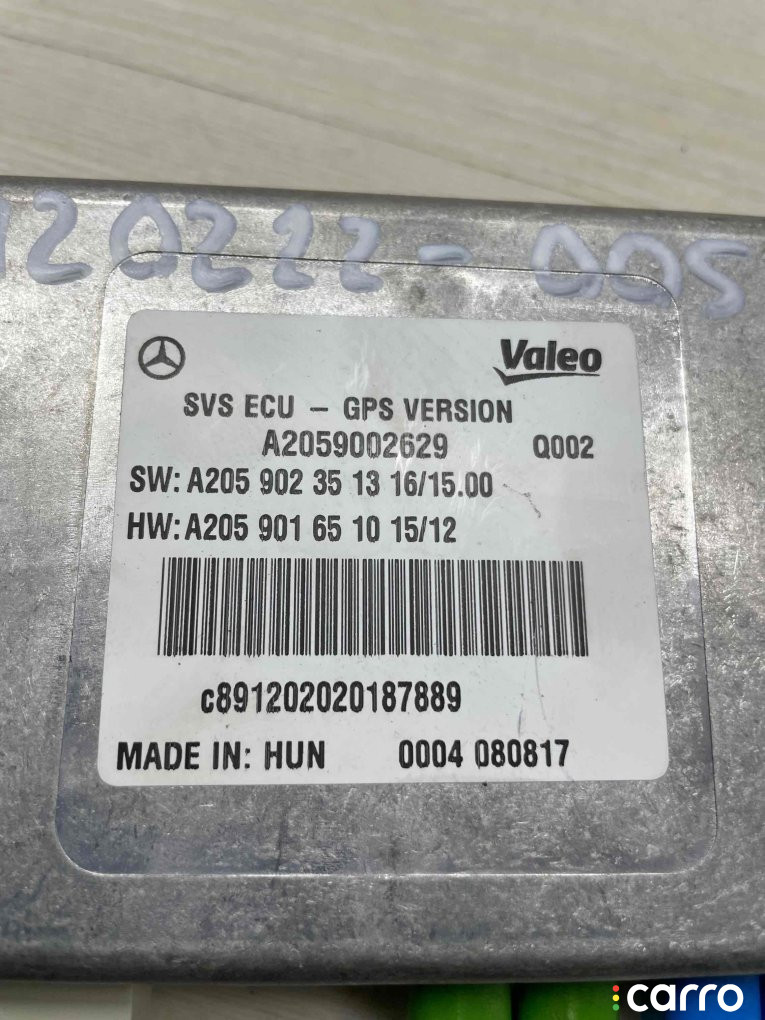 120222-005
Valeo
SVS ECU – GPS VERSION
A2059002629 Q002
SW: A205 902 35 13 16/15.00
HW: A205 901 65 10 15/12
c891202020187889
MADE IN: HUN 0004 080817
carro